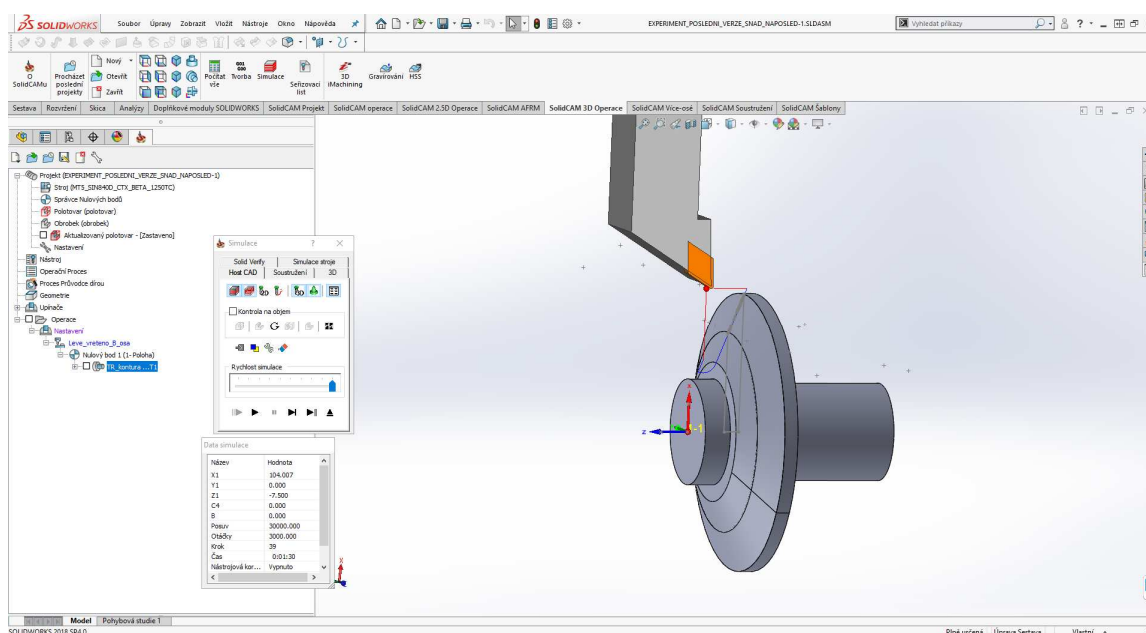 SOLIDWORKS Soubor Úpravy Zobrazit Vložit Nástroje Okno Nápověda EXPERIMENT_POSLEDNI_VERZE_SNAD_NAPOSLED-1.SLDASM Vyhledat příkazy
O SolidCAMu
Procházet poslední projekty
Nový
Otevřít
Zavřít
Počítat vše
G01
G00
Tvorba
Simulace
Seřizovací list
3D iMachining
Gravírování
HSS
Sestava Rozvržení Skica Analýzy Doplňkové moduly SOLIDWORKS SolidCAM Projekt SolidCAM operace SolidCAM 2.5D Operace SolidCAM AFRM SolidCAM 3D Operace SolidCAM Více-osé SolidCAM Soustružení SolidCAM Šablony
Projekt (EXPERIMENT_POSLEDNI_VERZE_SNAD_NAPOSLED-1)
Stroj (MTS_SIN840D_CTX_BETA_1250TC)
Správce Nulových bodů
Polotovar (polotovar)
Obrobek (obrobek)
Aktualizovaný polotovar - [Zastaveno]
Nastavení
Nástroj
Operační Proces
Proces Průvodce dírou
Geometrie
Upínače
Operace
Nastavení
Leve_vreteno_B_osa
Nulový bod 1 (1- Poloha)
TR_kontura ...T1
Simulace ?
Solid Verify Simulace stroje
Host CAD Soustružení 3D
Kontrola na objem
Rychlost simulace
Data simulace
Název Hodnota
X1 104.007
Y1 0.000
Z1 -7.500
C4 0.000
B 0.000
Posuv 30000.000
Otáčky 3000.000
Krok 39
Čas 0:01:30
Nástrojová kor... Vypnuto
x
z
x
Model Pohybová studie 1
SOLIDWORKS 2018 SP4.0 Plně určená Úprava Sestava Vlastní